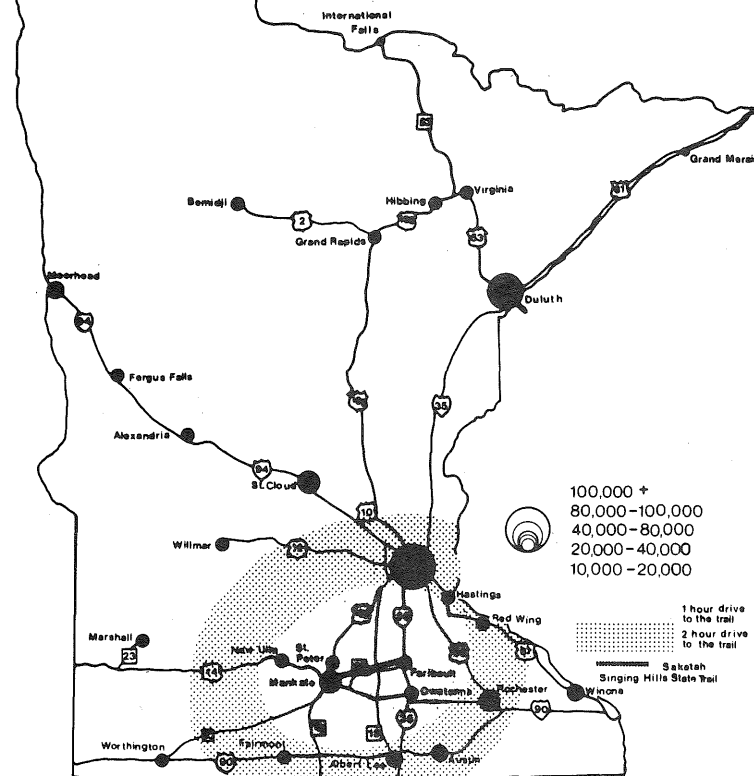 International
Falls
53
Grand Marai
61
Virginia
Hibbing
Bemidji
2
Grand Rapids
53
Moorhead
Duluth
94
Fergus Falls
35
Alexandria
94
St. Cloud
100,000 +
80,000-100,000
40,000-80,000
20,000-40,000
10,000-20,000
10
Willmar
Hastings
1 hour drive
to the trail
Red Wing
2 hour drive
to the trail
Marshall
23
New Ulm
St.
Peter
Faribault
Sakatah
Singing Hills State Trail
14
Mankato
Owatonna
Rochester
Winona
90
35
Worthington
90
Fairmont
Albert Lea
Austin